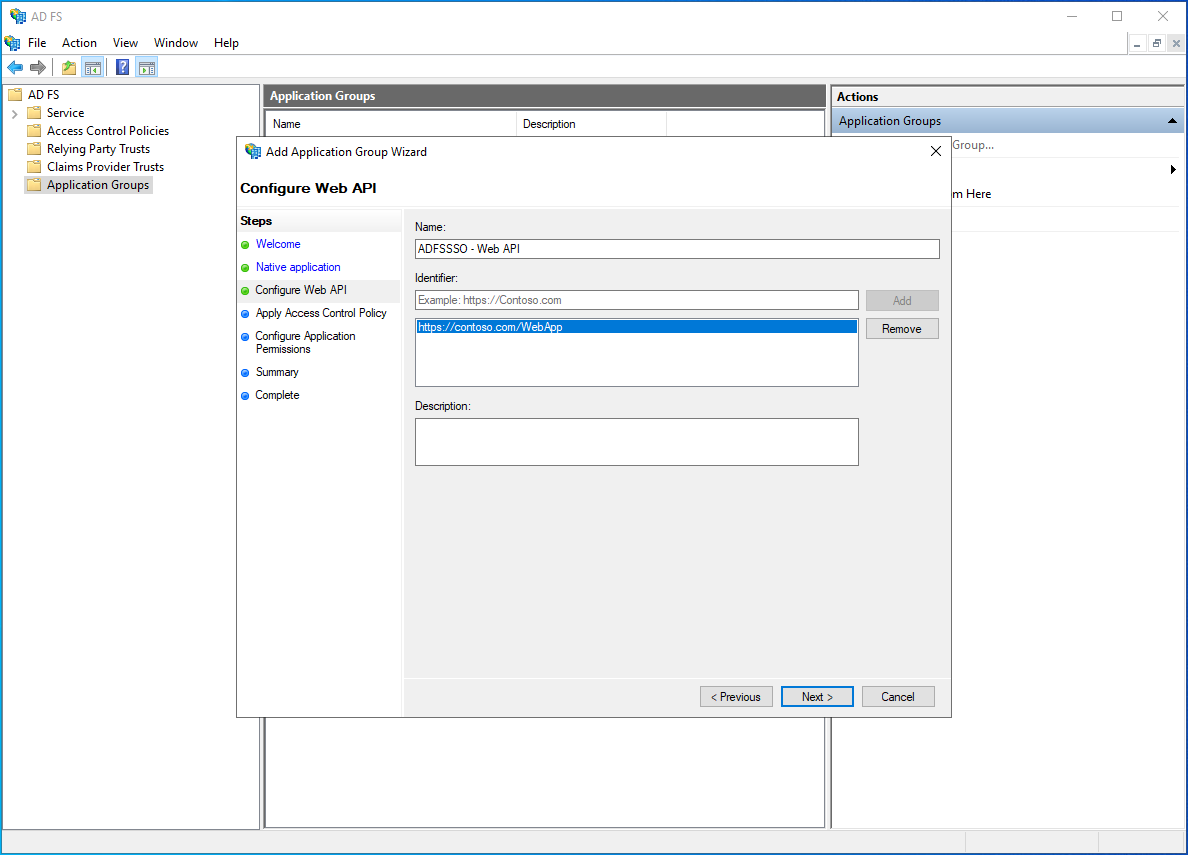 AD FS
File Action View Window Help
AD FS
Service
Access Control Policies
Relying Party Trusts
Claims Provider Trusts
Application Groups
Application Groups
Name Description
Actions
Application Groups
Group...
m Here
Add Application Group Wizard
Configure Web API
Steps
Welcome
Native application
Configure Web API
Apply Access Control Policy
Configure Application
Permissions
Summary
Complete
Name:
ADFSSSO - Web API
Identifier:
Example: https://Contoso.com Add
https://contoso.com/WebApp Remove
Description:
< Previous Next > Cancel